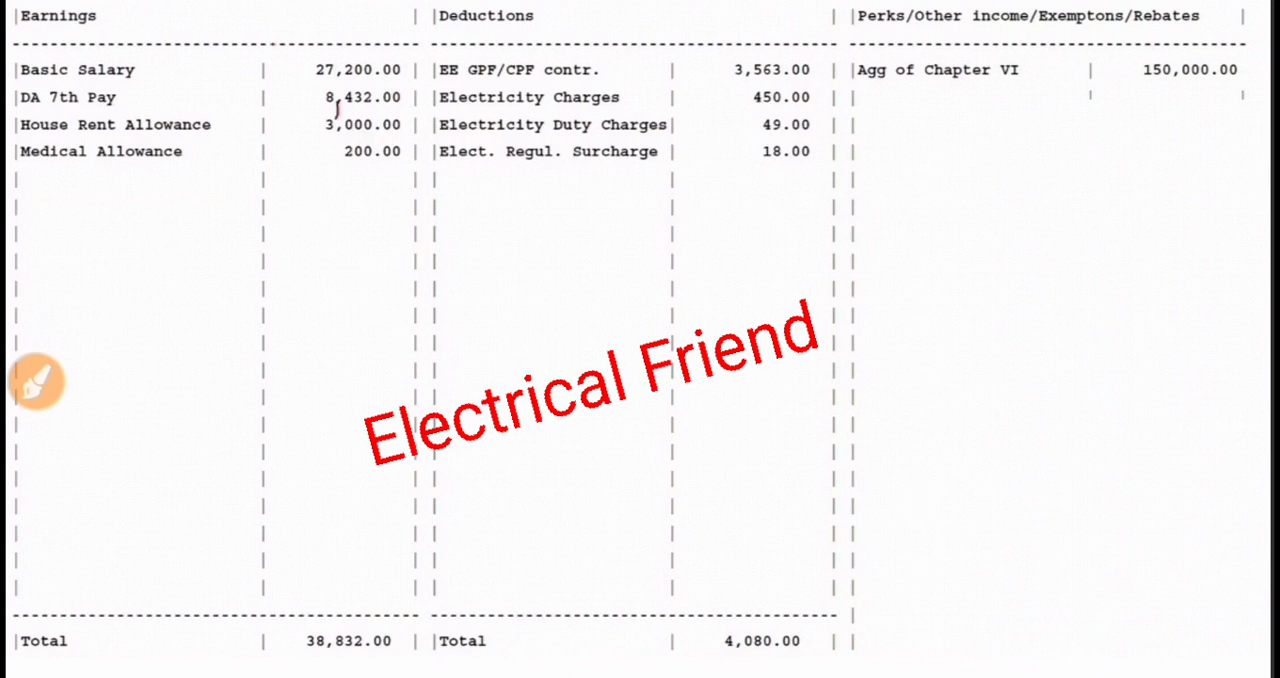 |Earnings | |Deductions | |Perks/Other income/Exemptons/Rebates |
|Basic Salary | 27,200.00 | |EE GPF/CPF contr. | 3,563.00 | |Agg of Chapter VI | 150,000.00
|DA 7th Pay | 8,432.00 | |Electricity Charges | 450.00 |
|House Rent Allowance | 3,000.00 | |Electricity Duty Charges| 49.00 |
|Medical Allowance | 200.00 | |Elect. Regul. Surcharge | 18.00 |
Electrical Friend
|Total | 38,832.00 | |Total | 4,080.00 |